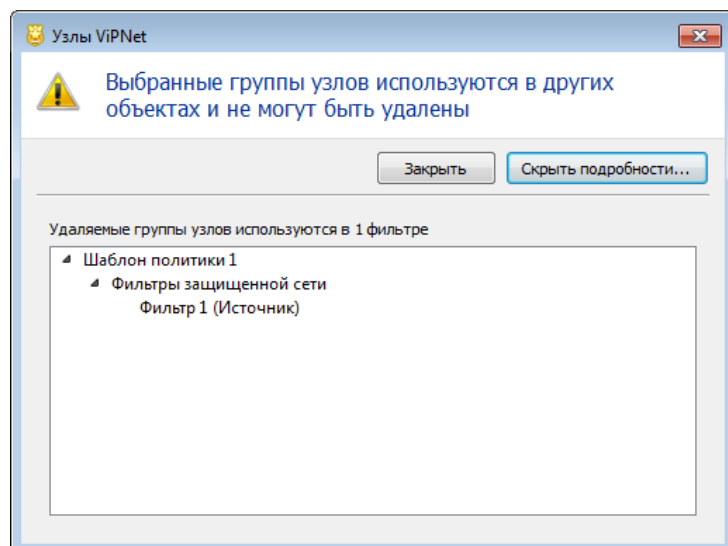 Узлы ViPNet
Выбранные группы узлов используются в других
объектах и не могут быть удалены
Закрыть
Скрыть подробности...
Удаляемые группы узлов используются в 1 фильтре
Шаблон политики 1
Фильтры защищенной сети
Фильтр 1 (Источник)